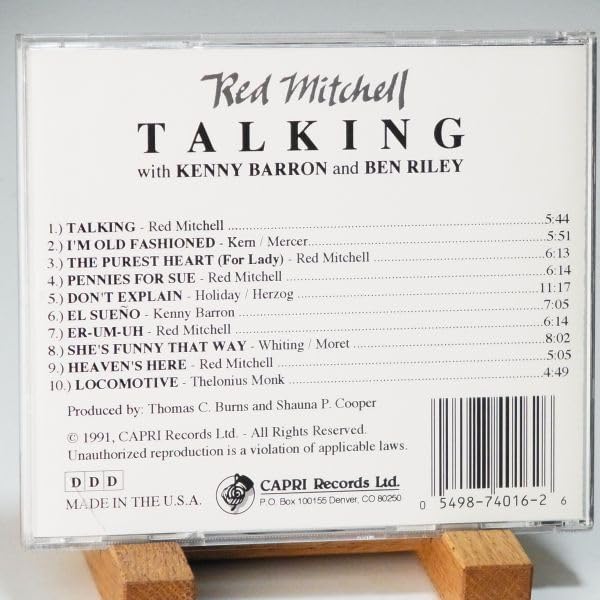 Red Mitchell
TALKING
with KENNY BARRON and BEN RILEY
1.) TALKING - Red Mitchell ........ 5:44
2.) I'M OLD FASHIONED - Kern / Mercer........ 5:51
3.) THE PUREST HEART (For Lady) - Red Mitchell ........ 6:13
4.) PENNIES FOR SUE - Red Mitchell ........ 6:14
5.) DON'T EXPLAIN - Holiday / Herzog ........ 11:17
6.) EL SUEÑO - Kenny Barron ........ 7:05
7.) ER-UM-UH - Red Mitchell ........ 6:14
8.) SHE'S FUNNY THAT WAY - Whiting / Moret ........ 8:02
9.) HEAVEN'S HERE - Red Mitchell ........ 5:05
10.) LOCOMOTIVE - Thelonius Monk ........ 4:49
Produced by: Thomas C. Burns and Shauna P. Cooper
© 1991, CAPRI Records Ltd. - All Rights Reserved.
Unauthorized reproduction is a violation of applicable laws.
D D D
MADE IN THE U.S.A.
CAPRI Records Ltd.
P.O. Box 100155 Denver, CO 80250
0 5498-74016-2 6